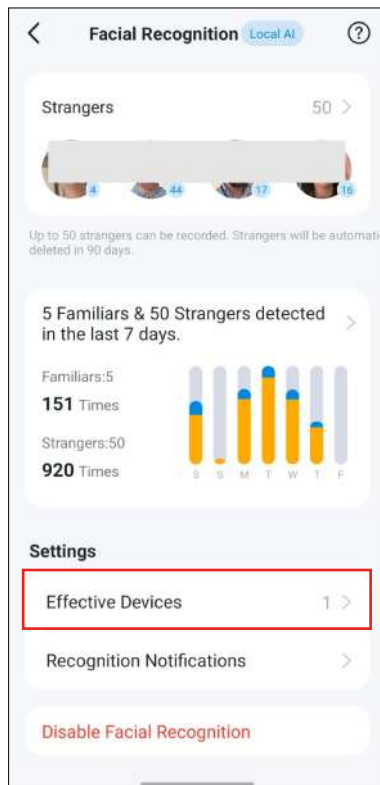 Facial Recognition Local AI ?
Strangers 50 >
4 44 17 16
Up to 50 strangers can be recorded. Strangers will be automati
deleted in 90 days.
5 Familiars & 50 Strangers detected
in the last 7 days.
Familiars:5
151 Times
Strangers:50
920 Times
S S M T W T F
Settings
Effective Devices 1 >
Recognition Notifications
Disable Facial Recognition